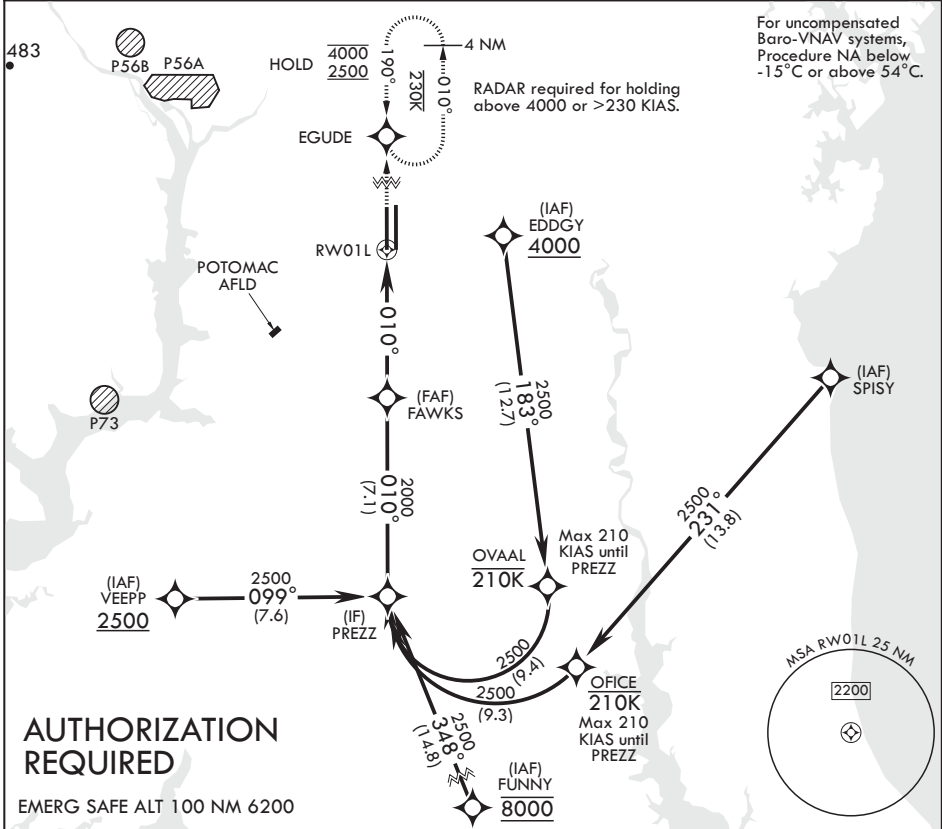 483
P56B
P56A
HOLD
4000
2500
190°
230K
010°
4 NM
RADAR required for holding
above 4000 or >230 KIAS.
For uncompensated
Baro-VNAV systems,
Procedure NA below
-15°C or above 54°C.
EGUDE
RW01L
(IAF)
EDDGY
4000
POTOMAC
AFLD
010°
(FAF)
FAWKS
P73
2500
183°
(12.7)
(IAF)
SPISY
2000
010°
(7.1)
2500
231°
(13.8)
OVAAL
210K
Max 210
KIAS until
PREZZ
(IAF)
VEEPP
2500
2500
099°
(7.6)
(IF)
PREZZ
2500
(9.4)
2500
(9.3)
OFICE
210K
Max 210
KIAS until
PREZZ
2500
348°
(14.8)
(IAF)
FUNNY
8000
MSA RW01L 25 NM
2200
AUTHORIZATION
REQUIRED
EMERG SAFE ALT 100 NM 6200